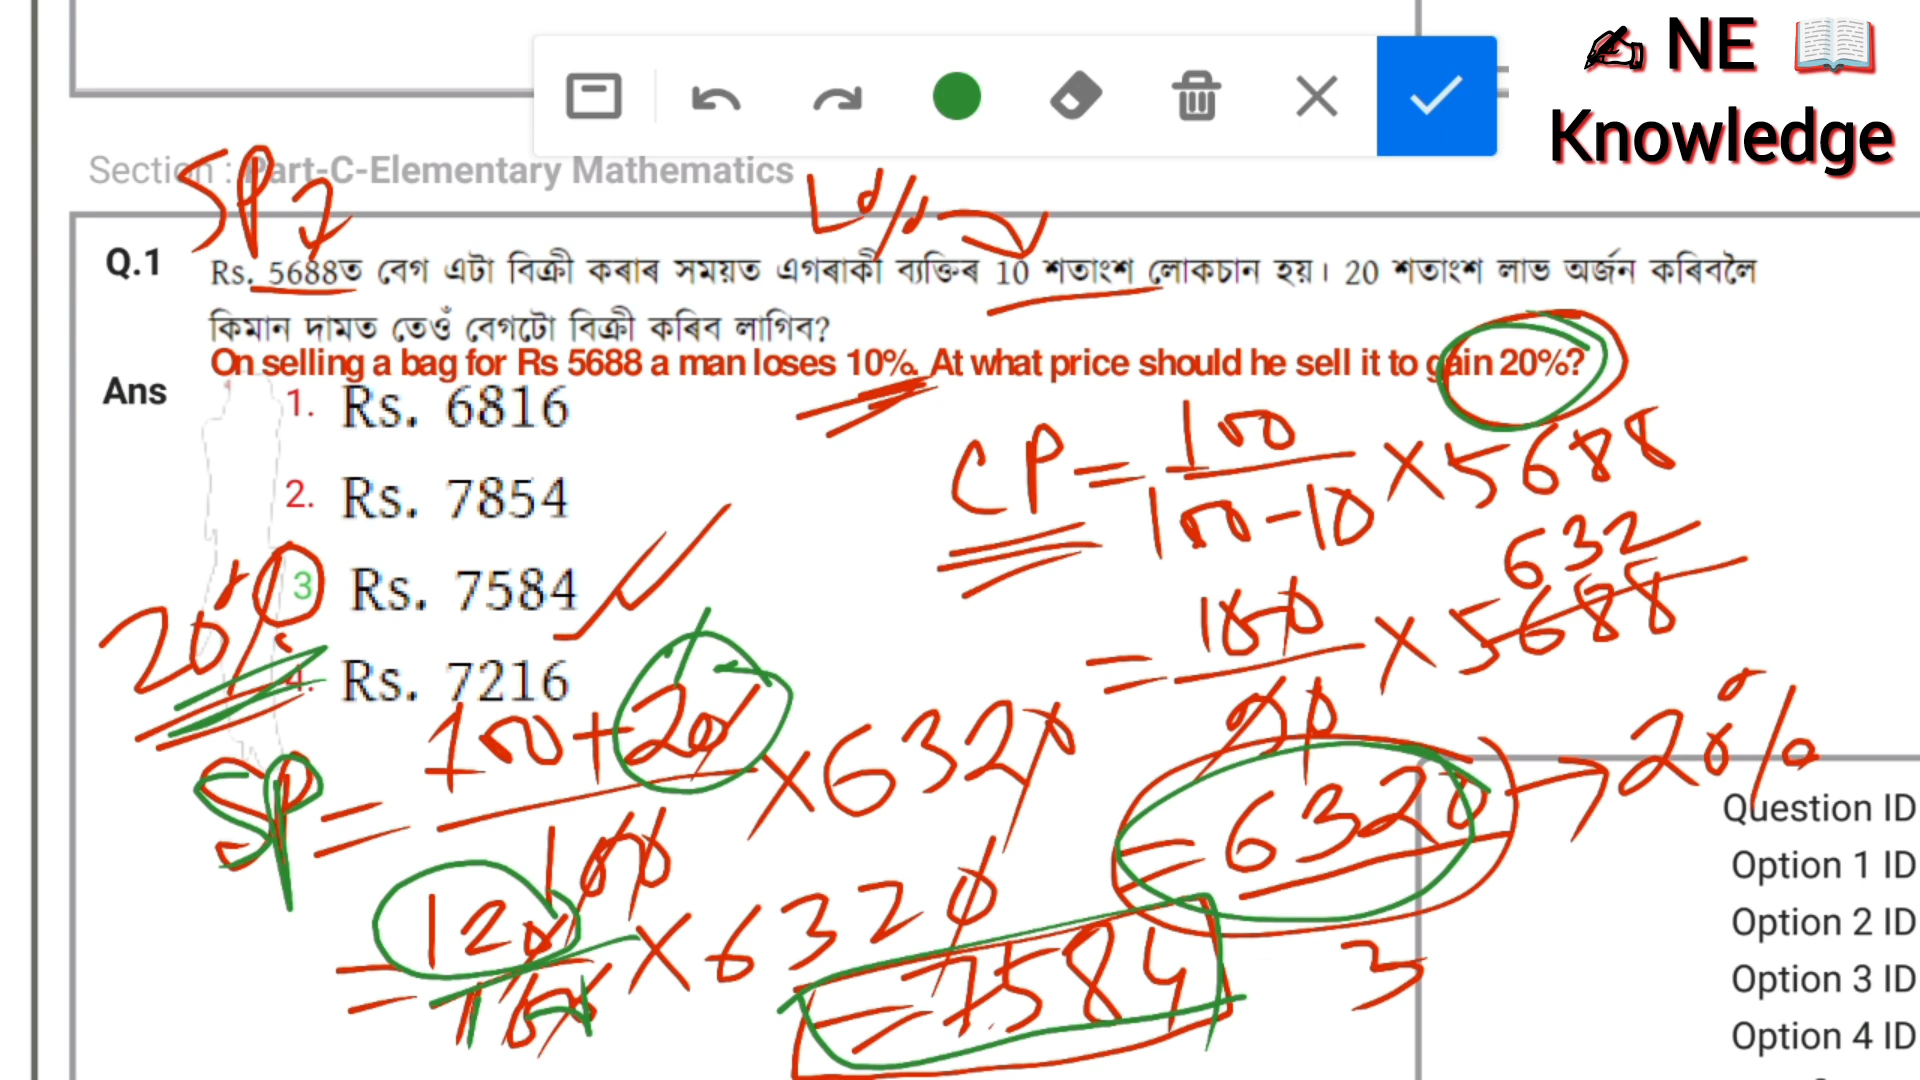 NE
Knowledge
Section : Part-C-Elementary Mathematics
SP
L%
Q.1 Rs. 5688ত বেগ এটা বিক্ৰী কৰাৰ সময়ত এগৰাকী ব্যক্তিৰ 10 শতাংশ লোকচান হয়। 20 শতাংশ লাভ অৰ্জন কৰিবলৈ
কিমান দামত তেওঁ বেগটো বিক্ৰী কৰিব লাগিব?
On selling a bag for Rs 5688 a man loses 10%. At what price should he sell it to gain 20%?
Ans 1. Rs. 6816
2. Rs. 7854
3 Rs. 7584
4. Rs. 7216
CP = 100 × 5688
100-10
632
= 100 × 5688
90
= 6320 → 20%
20%
SP = 100+20 × 6320
100
= 120 × 6320
100
= 7584
3
Question ID
Option 1 ID
Option 2 ID
Option 3 ID
Option 4 ID